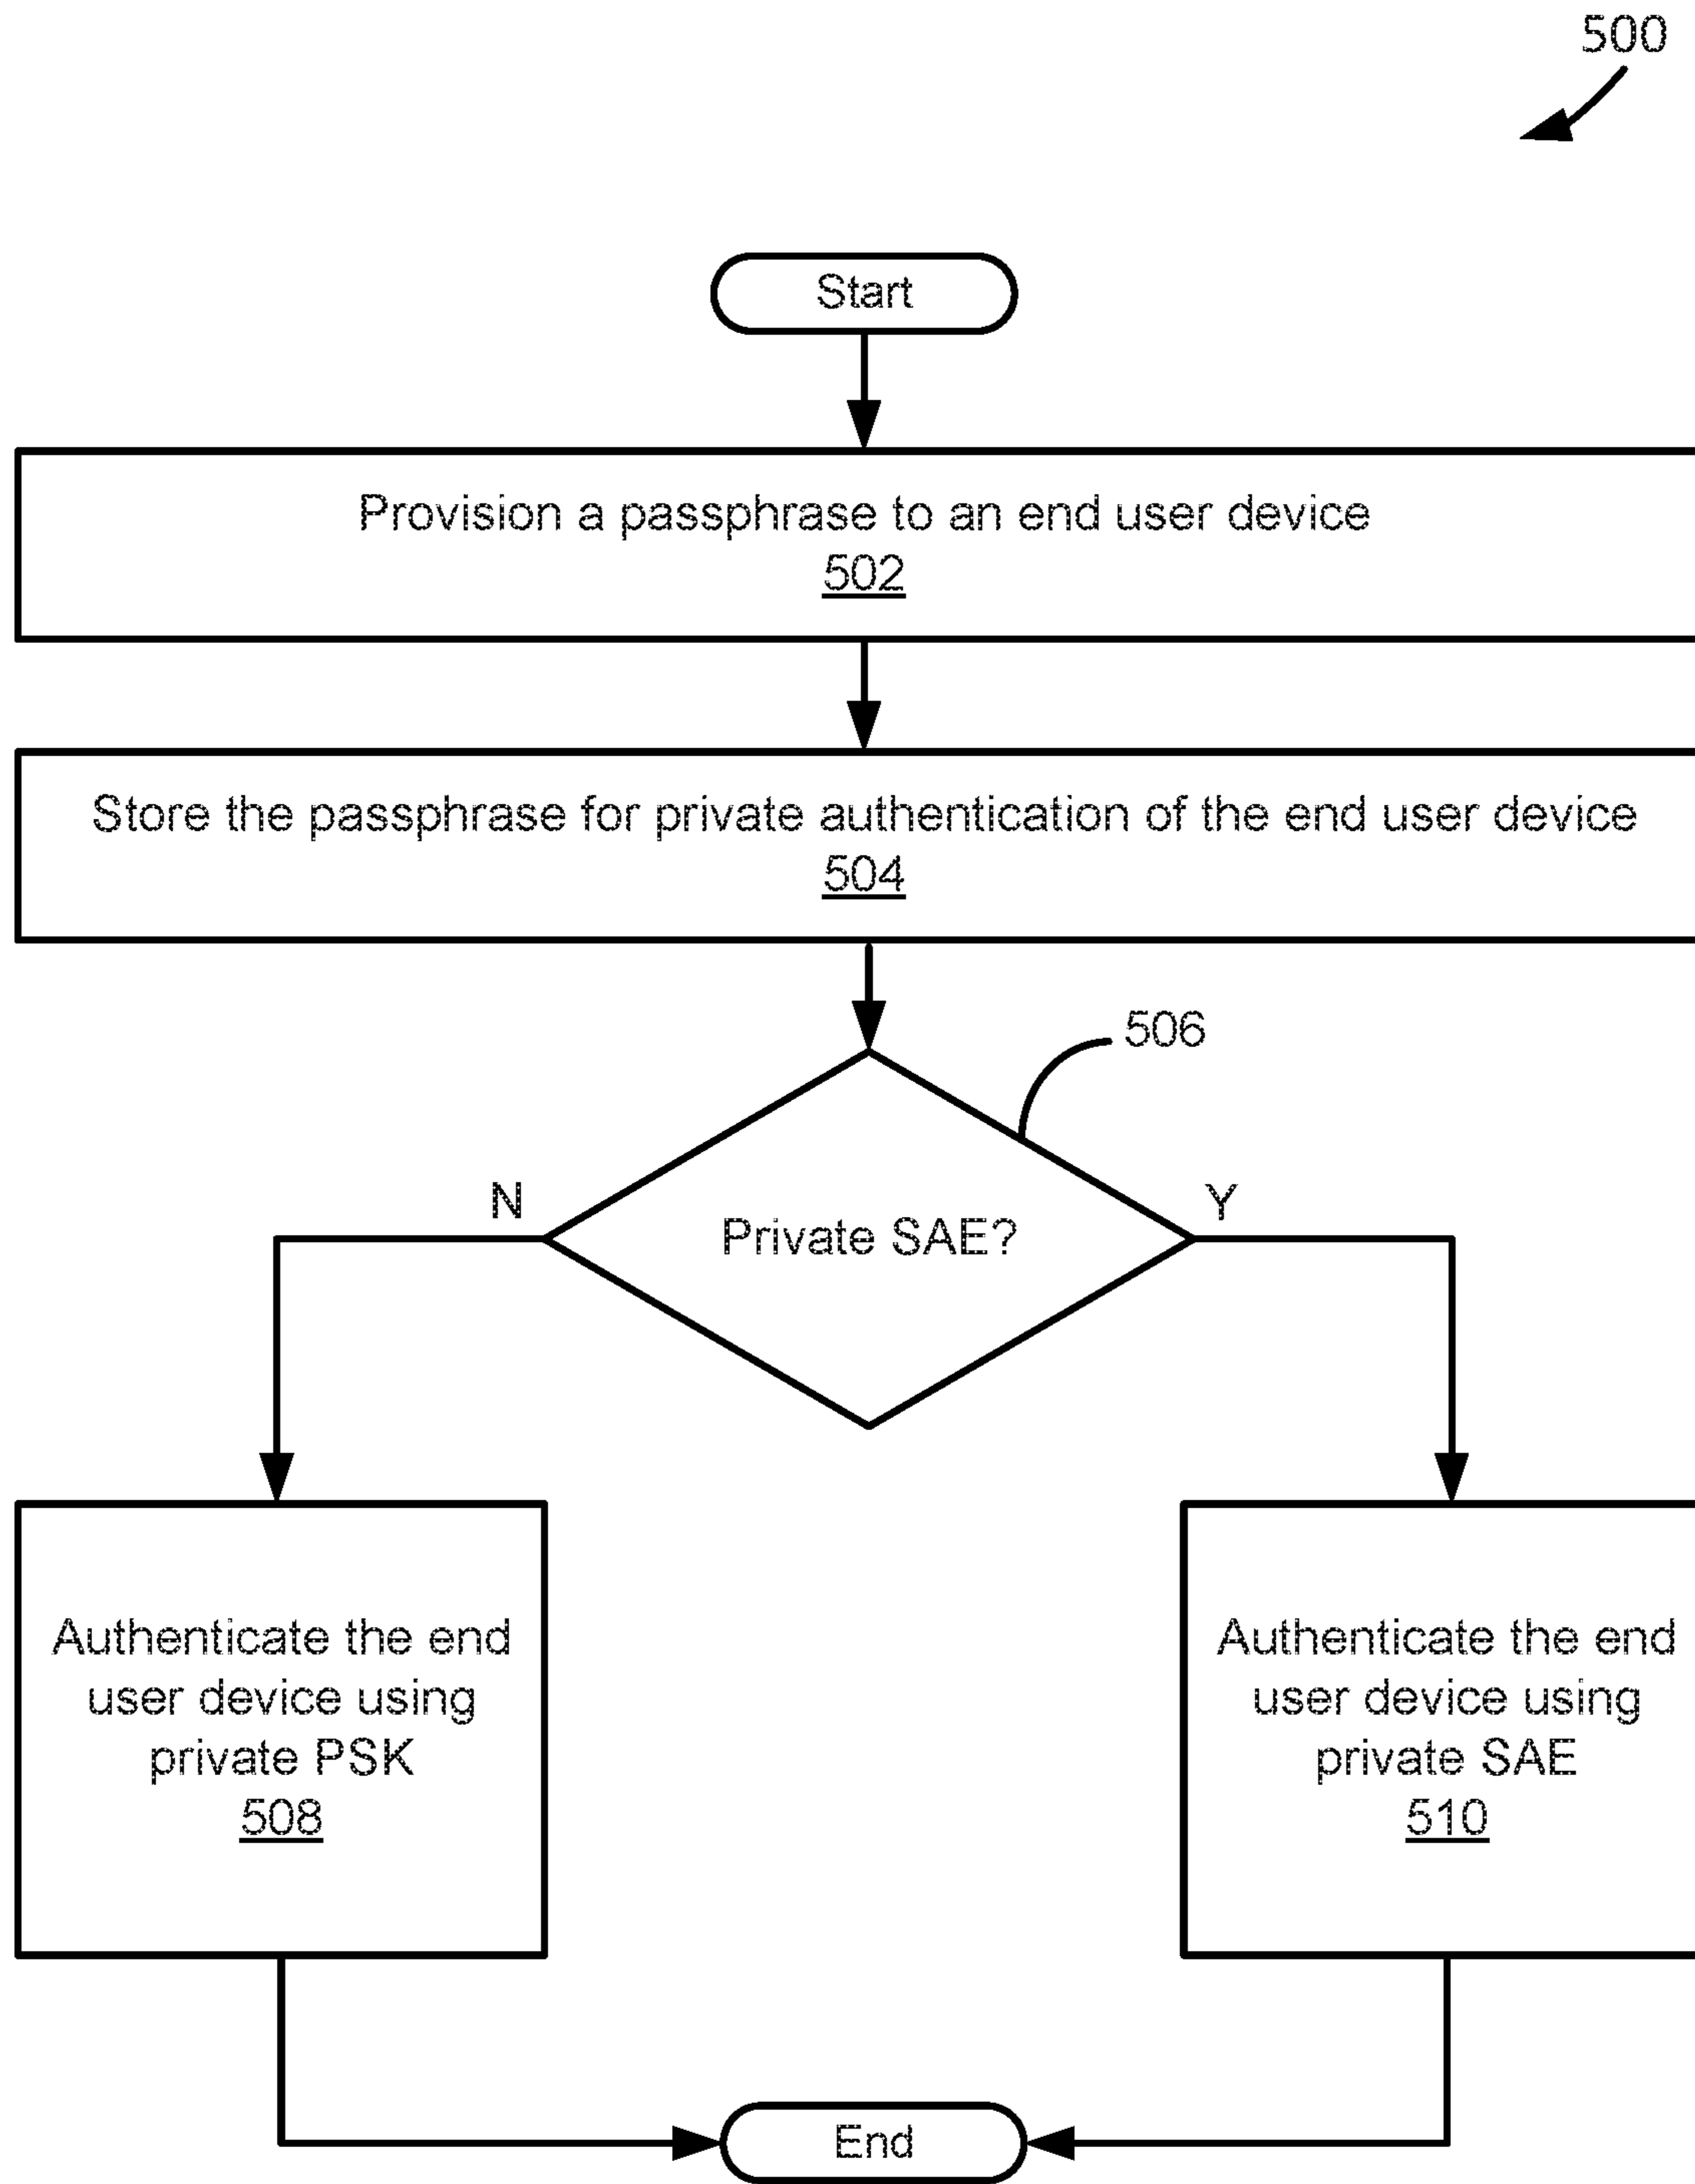 500
Start
Provision a passphrase to an end user device
502
Store the passphrase for private authentication of the end user device
504
506
N
Y
Private SAE?
Authenticate the end
user device using
private PSK
508
Authenticate the end
user device using
private SAE
510
End